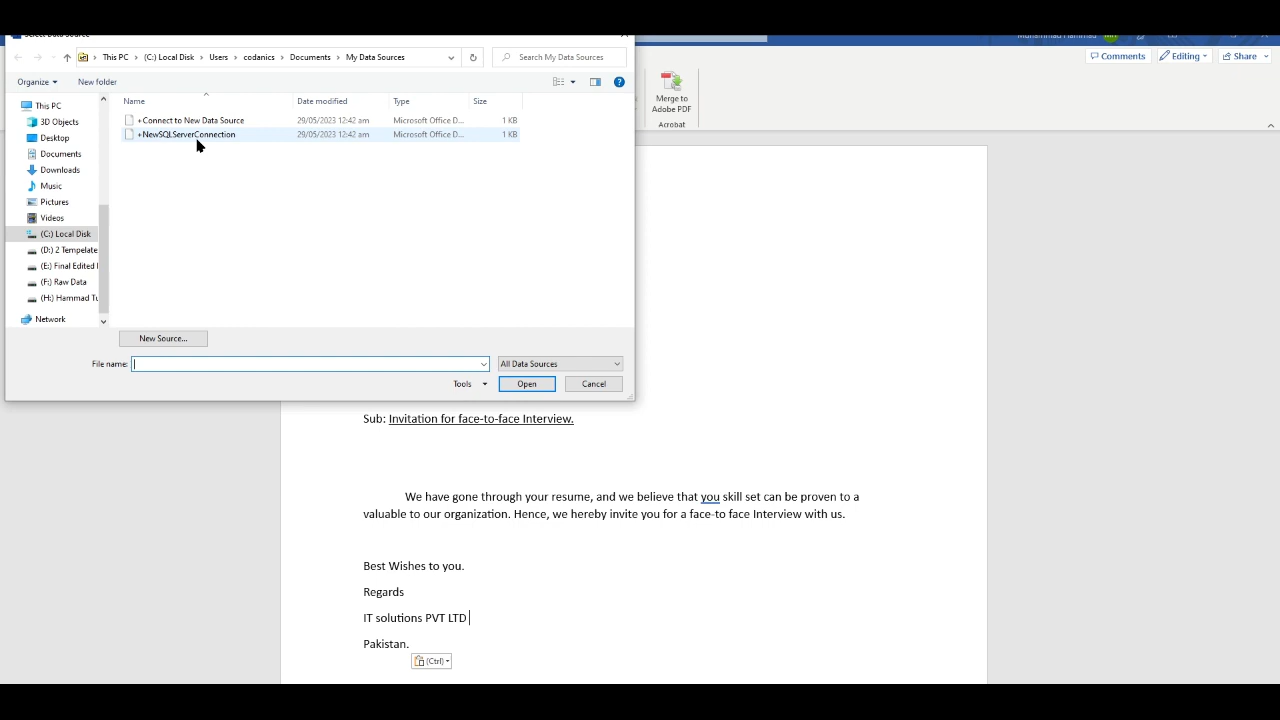 Select Data Source
Muhammad Hammad MH
This PC > (C:) Local Disk > Users > codanics > Documents > My Data Sources
Search My Data Sources
Comments
Editing
Share
Organize
New folder
Merge to
Adobe PDF
Acrobat
Name Date modified Type Size
+Connect to New Data Source 29/05/2023 12:42 am Microsoft Office D... 1 KB
+NewSQLServerConnection 29/05/2023 12:42 am Microsoft Office D... 1 KB
This PC
3D Objects
Desktop
Documents
Downloads
Music
Pictures
Videos
(C:) Local Disk
(D:) 2 Tempelate
(E:) Final Edited
(F:) Raw Data
(H:) Hammad Tu
Network
New Source...
File name:
All Data Sources
Tools
Open
Cancel
Sub: Invitation for face-to-face Interview.
We have gone through your resume, and we believe that you skill set can be proven to a
valuable to our organization. Hence, we hereby invite you for a face-to face Interview with us.
Best Wishes to you.
Regards
IT solutions PVT LTD
Pakistan.
(Ctrl)